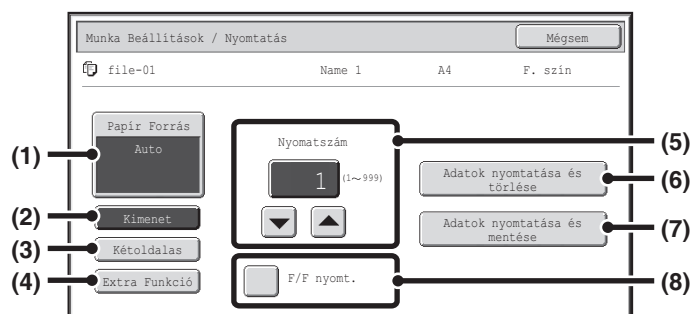 Munka Beállítások / Nyomtatás
Mégsem
file-01 Name 1 A4 F. szín
Papír Forrás
Auto
(1)
(2)
Kimenet
(3)
Kétoldalas
(4)
Extra Funkció
Nyomatszám
1 (1~999)
F/F nyomt.
(5)
Adatok nyomtatása és
törlése
(6)
Adatok nyomtatása és
mentése
(7)
(8)